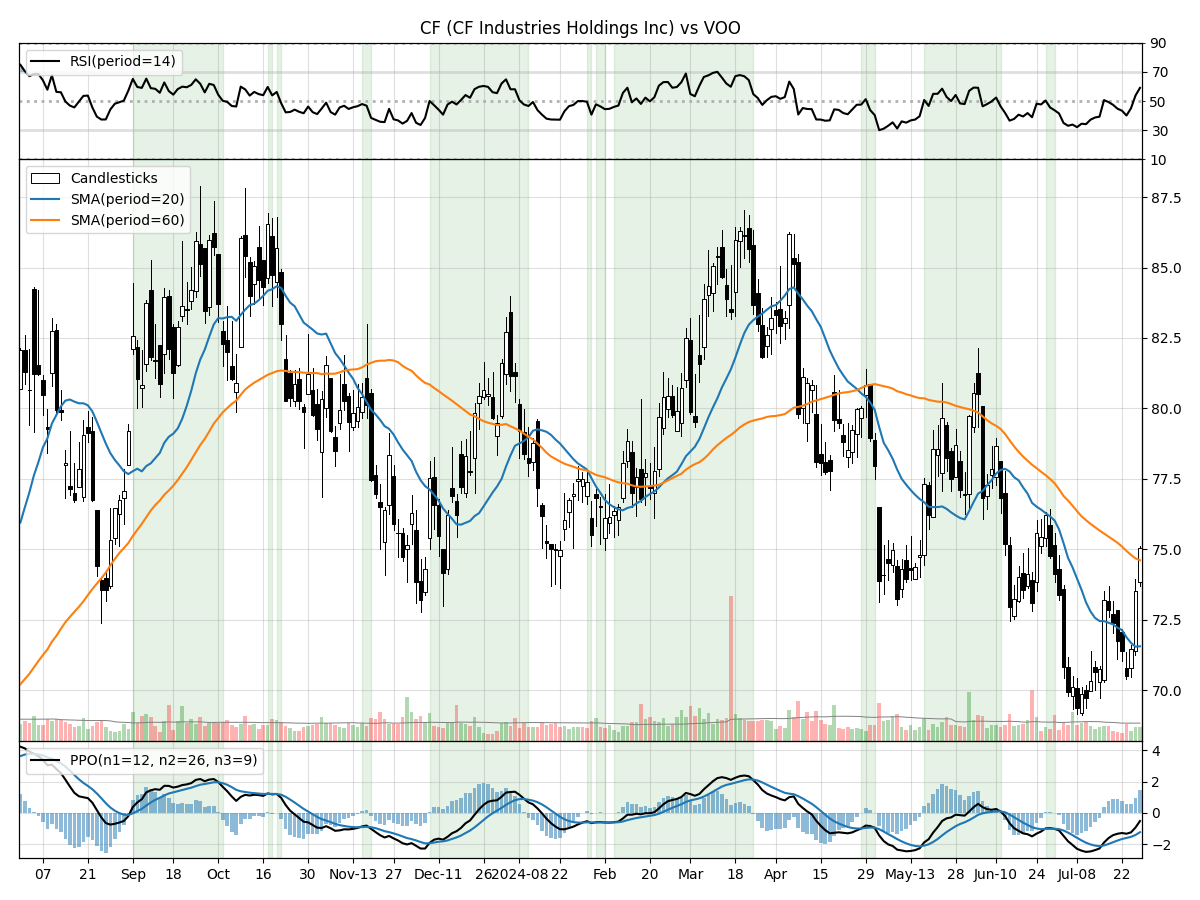 CF (CF Industries Holdings Inc) vs VOO
RSI(period=14)
90
70
50
30
10
Candlesticks
SMA(period=20)
SMA(period=60)
87.5
85.0
82.5
80.0
77.5
75.0
72.5
70.0
PPO(n1=12, n2=26, n3=9)
4
2
0
−2
07 21 Sep 18 Oct 16 30 Nov-13 27 Dec-11 26 2024-08 22 Feb 20 Mar 18 Apr 15 29 May-13 28 Jun-10 24 Jul-08 22